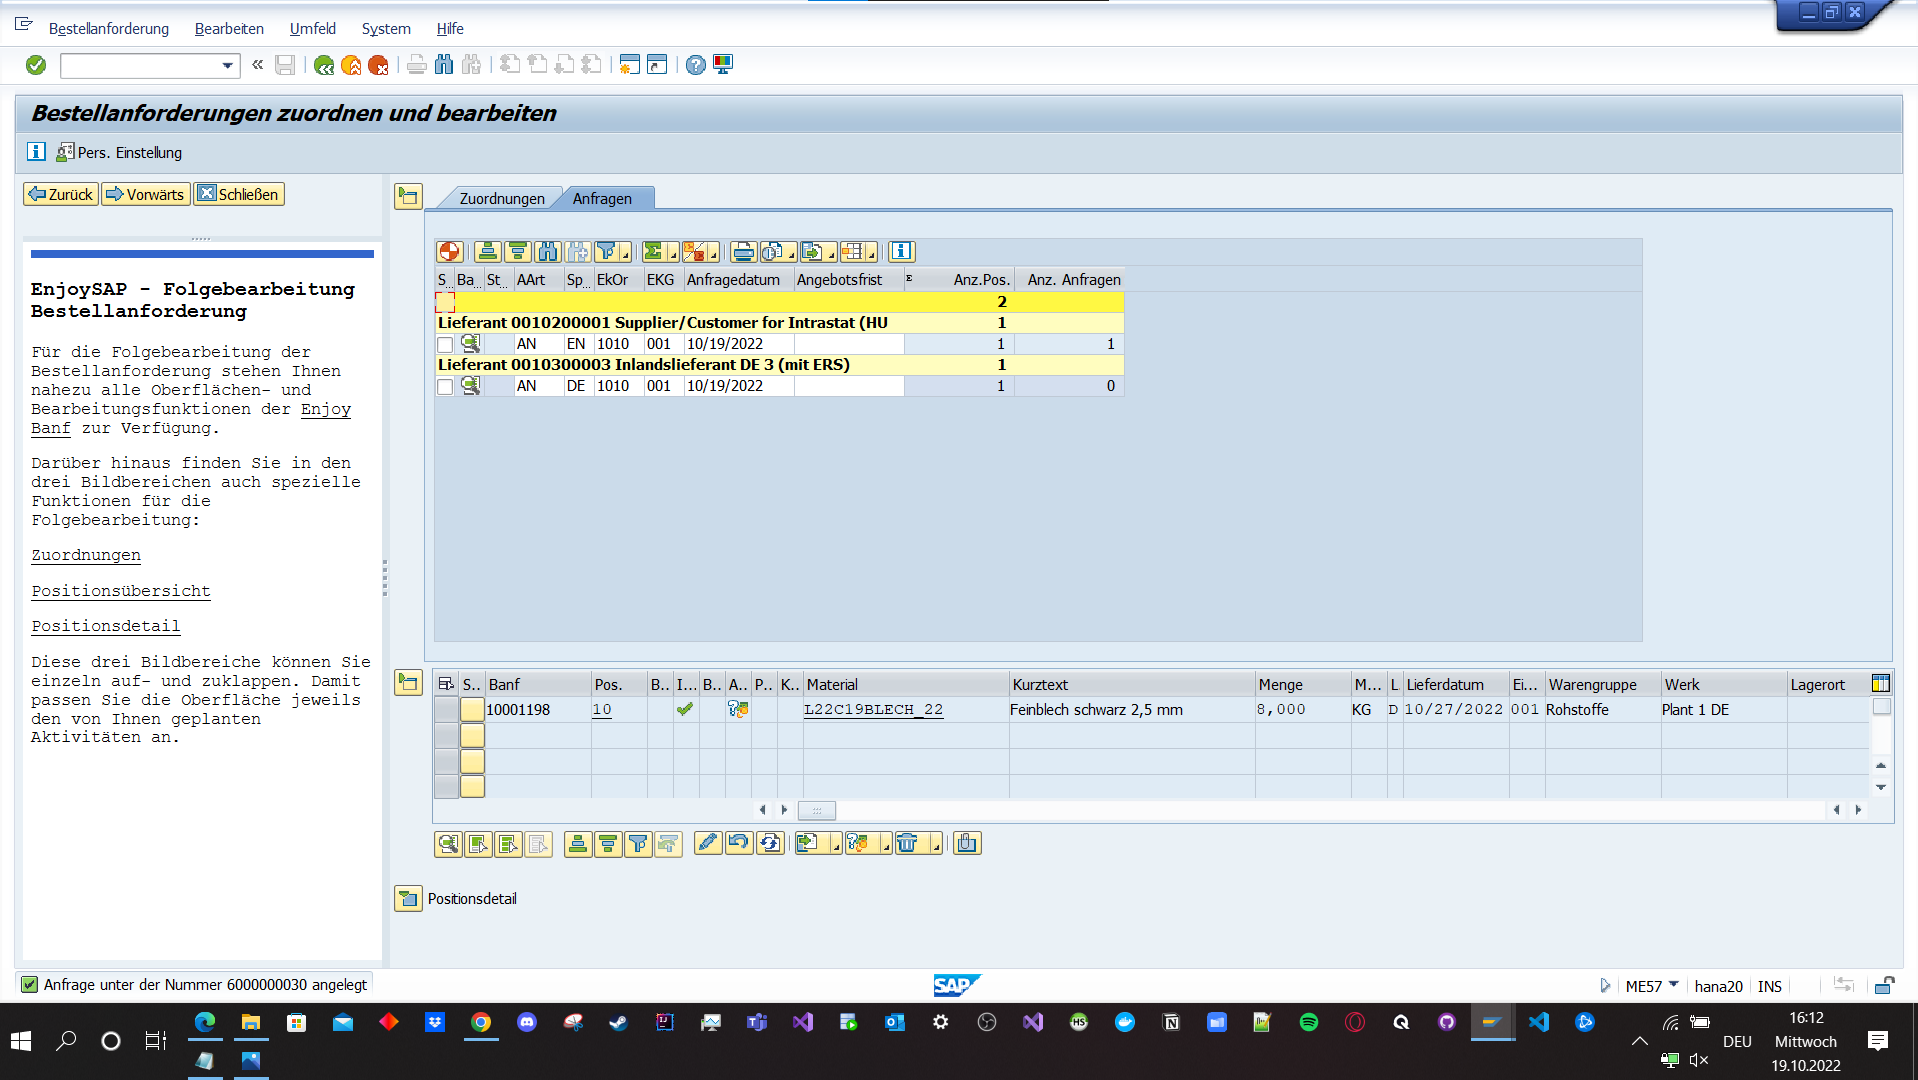 Bestellanforderung Bearbeiten Umfeld System Hilfe
Bestellanforderungen zuordnen und bearbeiten
Pers. Einstellung
Zurück Vorwärts Schließen
EnjoySAP - Folgebearbeitung
Bestellanforderung
Für die Folgebearbeitung der
Bestellanforderung stehen Ihnen
nahezu alle Oberflächen- und
Bearbeitungsfunktionen der Enjoy
Banf zur Verfügung.
Darüber hinaus finden Sie in den
drei Bildbereichen auch spezielle
Funktionen für die
Folgebearbeitung:
Zuordnungen
Positionsübersicht
Positionsdetail
Diese drei Bildbereiche können Sie
einzeln auf- und zuklappen. Damit
passen Sie die Oberfläche jeweils
den von Ihnen geplanten
Aktivitäten an.
Zuordnungen Anfragen
S... Ba... St... AArt Sp... EkOr EKG Anfragedatum Angebotsfrist Σ Anz.Pos. Anz. Anfragen
2
Lieferant 0010200001 Supplier/Customer for Intrastat (HU 1
AN EN 1010 001 10/19/2022 1 1
Lieferant 0010300003 Inlandslieferant DE 3 (mit ERS) 1
AN DE 1010 001 10/19/2022 1 0
S.. Banf Pos. B.. I... B.. A.. P.. K.. Material Kurztext Menge M... L Lieferdatum Ei... Warengruppe Werk Lagerort
10001198 10 L22C19BLECH_22 Feinblech schwarz 2,5 mm 8,000 KG D 10/27/2022 001 Rohstoffe Plant 1 DE
Positionsdetail
Anfrage unter der Nummer 6000000030 angelegt
SAP
ME57 hana20 INS
DEU
16:12
Mittwoch
19.10.2022